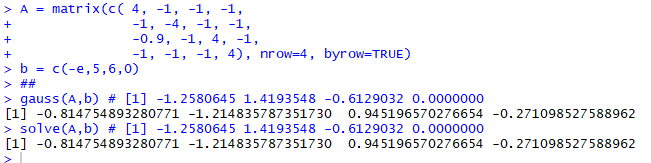 > A = matrix(c( 4, -1, -1, -1,
+ -1, -4, -1, -1,
+ -0.9, -1, 4, -1,
+ -1, -1, -1, 4), nrow=4, byrow=TRUE)
> b = c(-e,5,6,0)
> ##
> gauss(A,b) # [1] -1.2580645 1.4193548 -0.6129032 0.0000000
[1] -0.814754893280771 -1.214835787351730 0.945196570276654 -0.271098527588962
> solve(A,b) # [1] -1.2580645 1.4193548 -0.6129032 0.0000000
[1] -0.814754893280771 -1.214835787351730 0.945196570276654 -0.271098527588962
>